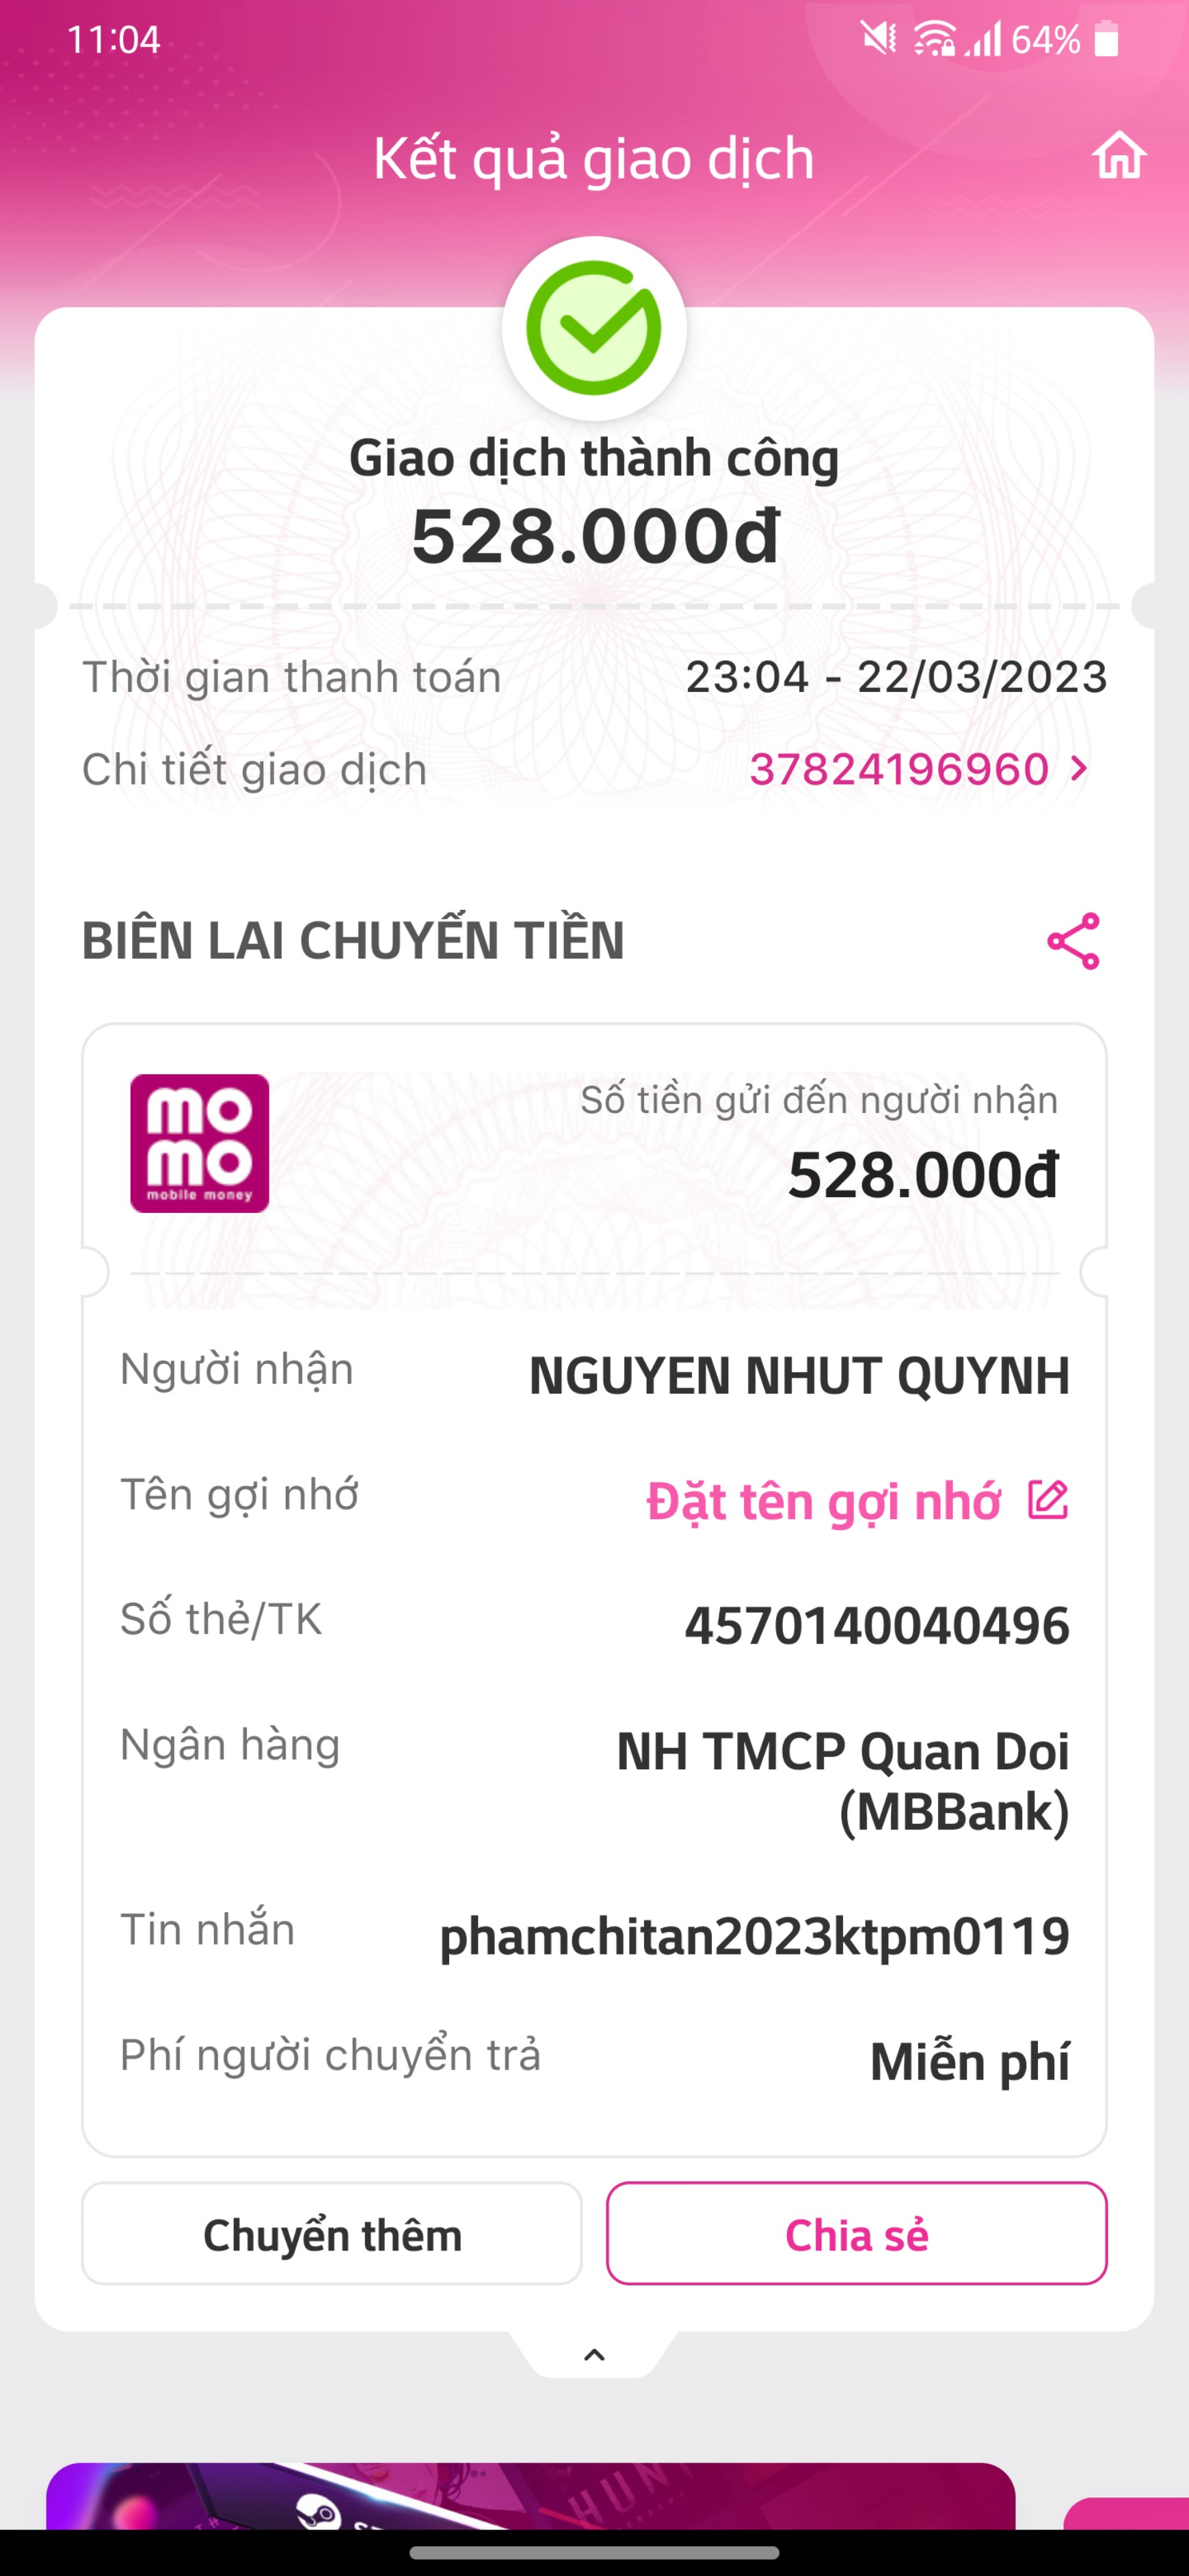 11:04
64%
Kết quả giao dịch
Giao dịch thành công
528.000đ
Thời gian thanh toán 23:04 - 22/03/2023
Chi tiết giao dịch 37824196960
BIÊN LAI CHUYỂN TIỀN
mo
mo
mobile money
Số tiền gửi đến người nhận
528.000đ
Người nhận NGUYEN NHUT QUYNH
Tên gợi nhớ Đặt tên gợi nhớ
Số thẻ/TK 4570140040496
Ngân hàng NH TMCP Quan Doi
(MBBank)
Tin nhắn phamchitan2023ktpm0119
Phí người chuyển trả Miễn phí
Chuyển thêm
Chia sẻ